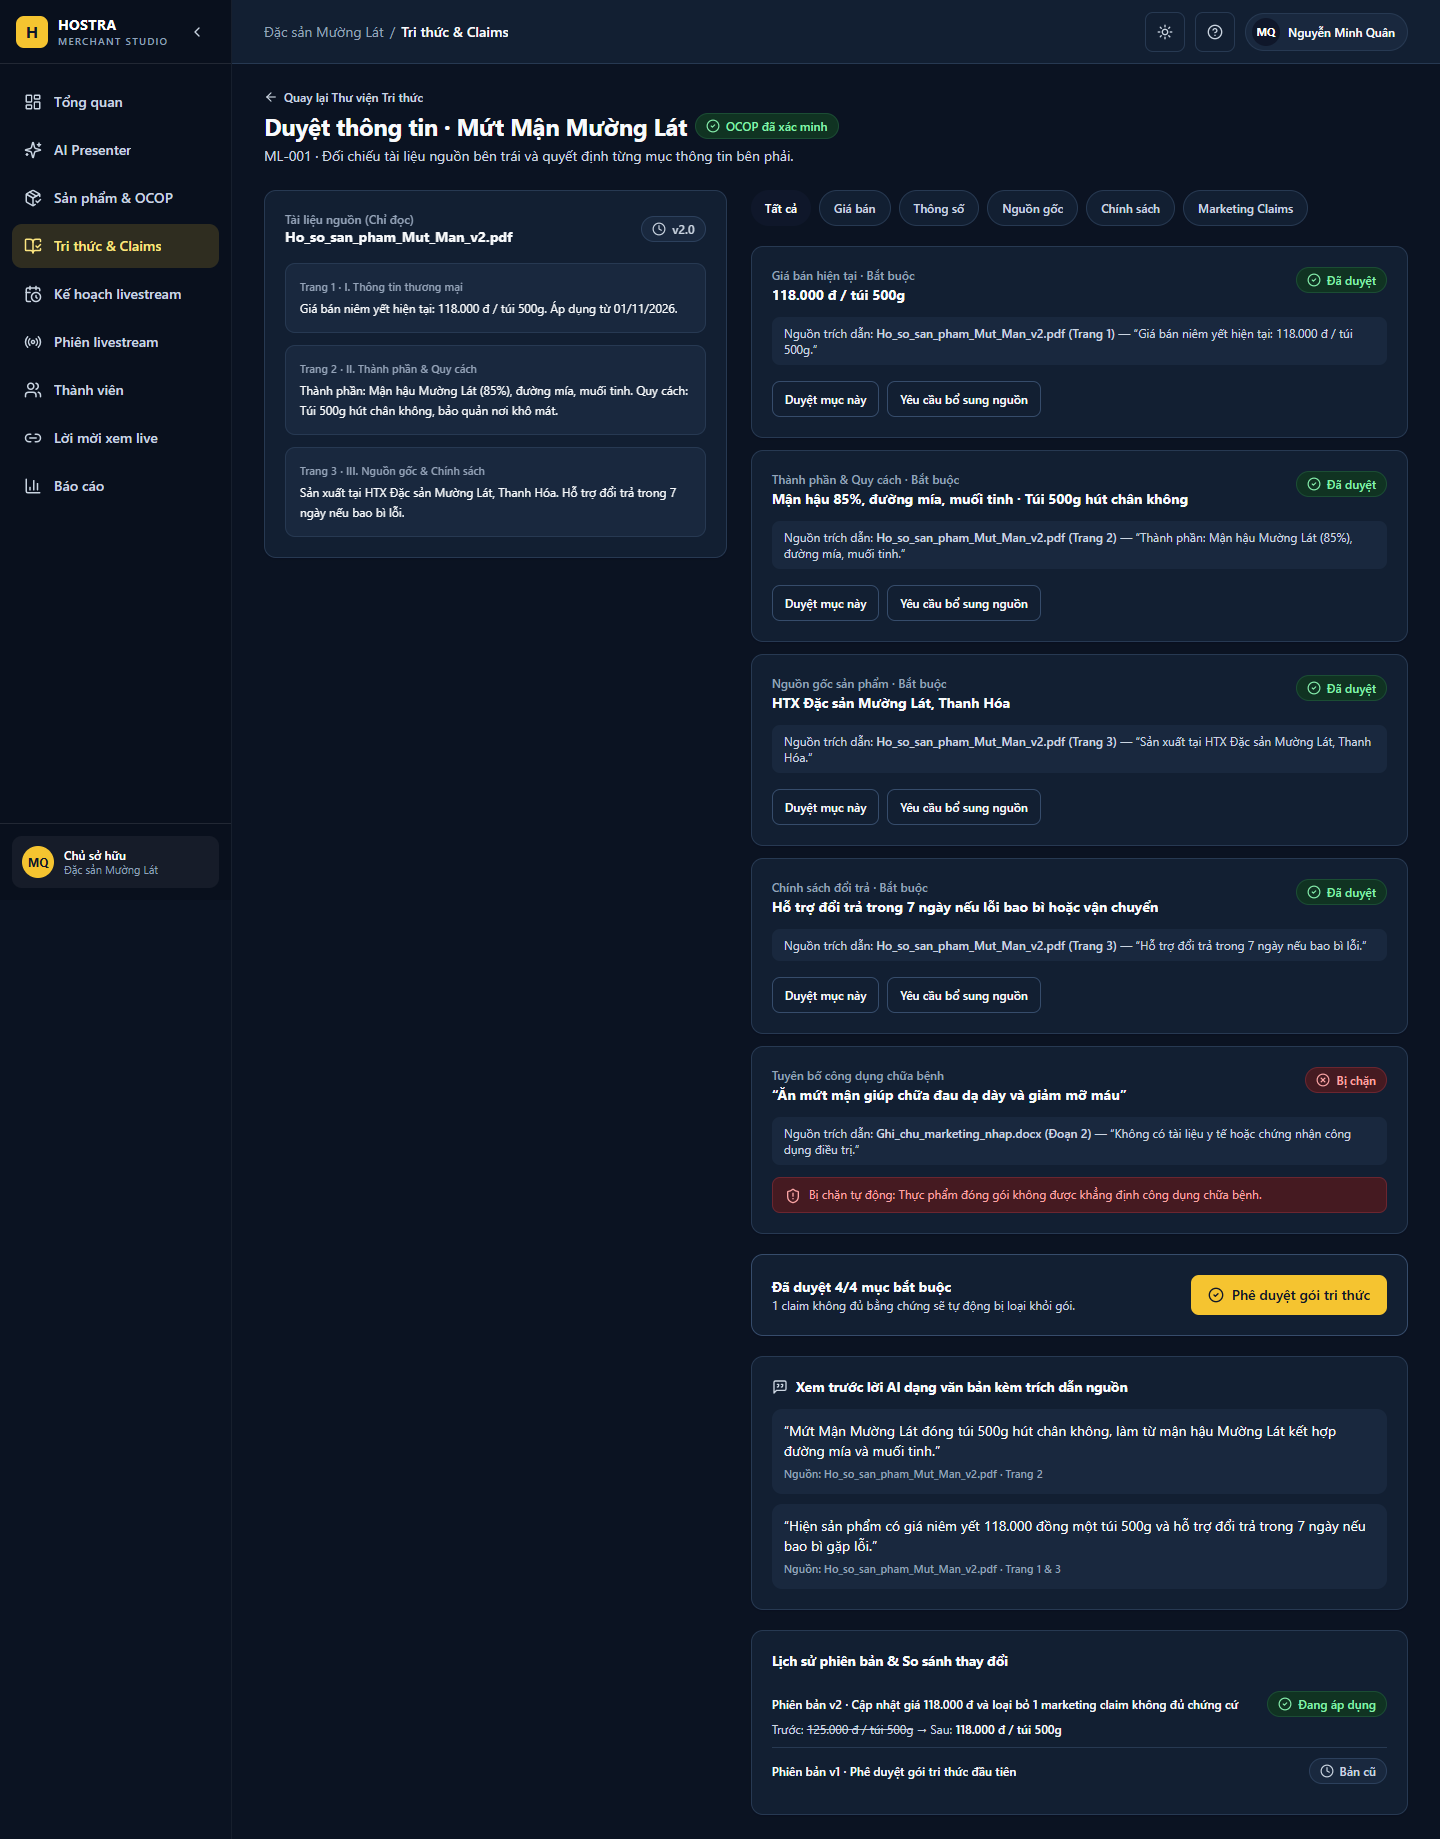 H
HOSTRA
MERCHANT STUDIO
Tổng quan
AI Presenter
Sản phẩm & OCOP
Tri thức & Claims
Kế hoạch livestream
Phiên livestream
Thành viên
Lời mời xem live
Báo cáo
MQ
Chủ sở hữu
Đặc sản Mường Lát
Đặc sản Mường Lát / Tri thức & Claims
MQ Nguyễn Minh Quân
Quay lại Thư viện Tri thức
Duyệt thông tin · Mứt Mận Mường Lát
OCOP đã xác minh
ML-001 · Đối chiếu tài liệu nguồn bên trái và quyết định từng mục thông tin bên phải.
Tài liệu nguồn (Chỉ đọc)
Ho_so_san_pham_Mut_Man_v2.pdf
v2.0
Trang 1 · I. Thông tin thương mại
Giá bán niêm yết hiện tại: 118.000 đ / túi 500g. Áp dụng từ 01/11/2026.
Trang 2 · II. Thành phần & Quy cách
Thành phần: Mận hậu Mường Lát (85%), đường mía, muối tinh. Quy cách:
Túi 500g hút chân không, bảo quản nơi khô mát.
Trang 3 · III. Nguồn gốc & Chính sách
Sản xuất tại HTX Đặc sản Mường Lát, Thanh Hóa. Hỗ trợ đổi trả trong 7
ngày nếu bao bì lỗi.
Tất cả
Giá bán
Thông số
Nguồn gốc
Chính sách
Marketing Claims
Giá bán hiện tại · Bắt buộc
118.000 đ / túi 500g
Đã duyệt
Nguồn trích dẫn: Ho_so_san_pham_Mut_Man_v2.pdf (Trang 1) — “Giá bán niêm yết hiện tại: 118.000 đ / túi
500g.”
Duyệt mục này
Yêu cầu bổ sung nguồn
Thành phần & Quy cách · Bắt buộc
Mận hậu 85%, đường mía, muối tinh · Túi 500g hút chân không
Đã duyệt
Nguồn trích dẫn: Ho_so_san_pham_Mut_Man_v2.pdf (Trang 2) — “Thành phần: Mận hậu Mường Lát (85%),
đường mía, muối tinh.”
Duyệt mục này
Yêu cầu bổ sung nguồn
Nguồn gốc sản phẩm · Bắt buộc
HTX Đặc sản Mường Lát, Thanh Hóa
Đã duyệt
Nguồn trích dẫn: Ho_so_san_pham_Mut_Man_v2.pdf (Trang 3) — “Sản xuất tại HTX Đặc sản Mường Lát, Thanh
Hóa.”
Duyệt mục này
Yêu cầu bổ sung nguồn
Chính sách đổi trả · Bắt buộc
Hỗ trợ đổi trả trong 7 ngày nếu lỗi bao bì hoặc vận chuyển
Đã duyệt
Nguồn trích dẫn: Ho_so_san_pham_Mut_Man_v2.pdf (Trang 3) — “Hỗ trợ đổi trả trong 7 ngày nếu bao bì lỗi.”
Duyệt mục này
Yêu cầu bổ sung nguồn
Tuyên bố công dụng chữa bệnh
“Ăn mứt mận giúp chữa đau dạ dày và giảm mỡ máu”
Bị chặn
Nguồn trích dẫn: Ghi_chu_marketing_nhap.docx (Đoạn 2) — “Không có tài liệu y tế hoặc chứng nhận công
dụng điều trị.”
Bị chặn tự động: Thực phẩm đóng gói không được khẳng định công dụng chữa bệnh.
Đã duyệt 4/4 mục bắt buộc
1 claim không đủ bằng chứng sẽ tự động bị loại khỏi gói.
Phê duyệt gói tri thức
Xem trước lời AI dạng văn bản kèm trích dẫn nguồn
“Mứt Mận Mường Lát đóng túi 500g hút chân không, làm từ mận hậu Mường Lát kết hợp
đường mía và muối tinh.”
Nguồn: Ho_so_san_pham_Mut_Man_v2.pdf · Trang 2
“Hiện sản phẩm có giá niêm yết 118.000 đồng một túi 500g và hỗ trợ đổi trả trong 7 ngày nếu
bao bì gặp lỗi.”
Nguồn: Ho_so_san_pham_Mut_Man_v2.pdf · Trang 1 & 3
Lịch sử phiên bản & So sánh thay đổi
Phiên bản v2 · Cập nhật giá 118.000 đ và loại bỏ 1 marketing claim không đủ chứng cứ
Đang áp dụng
Trước: 125.000 đ / túi 500g → Sau: 118.000 đ / túi 500g
Phiên bản v1 · Phê duyệt gói tri thức đầu tiên
Bản cũ